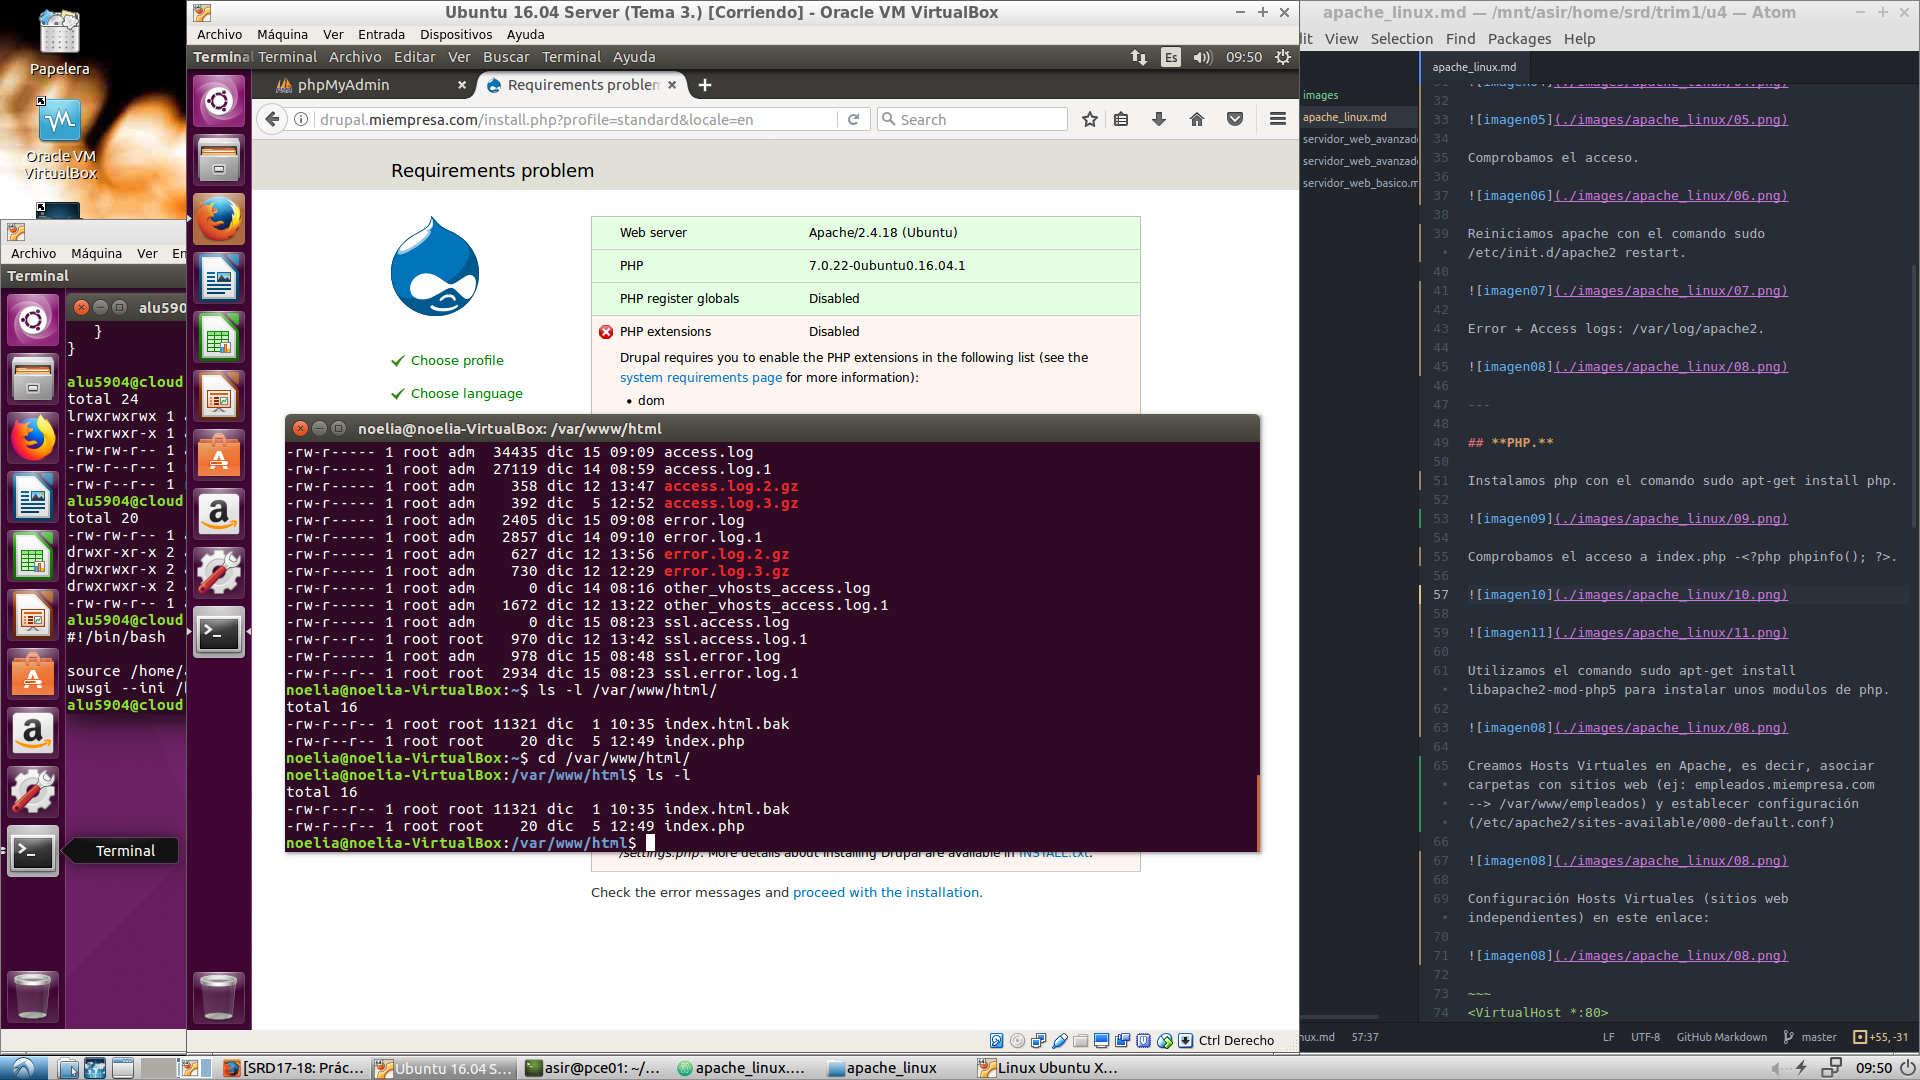 Papelera
Oracle VM
VirtualBox
Archivo Máquina Ver En
Terminal
alu590
}
}
alu5904@cloud
total 24
lrwxrwxrwx 1
-rwxrwxr-x 1
-rw-rw-r-- 1
-rw-r--r-- 1
-rw-r--r-- 1
alu5904@cloud
total 20
-rw-rw-r-- 1
drwxr-xr-x 2
drwxrwxr-x 2
drwxrwxr-x 2
-rw-rw-r-- 1
alu5904@cloud
#!/bin/bash
source /home/
uwsgi --ini /
alu5904@cloud
Terminal
Ubuntu 16.04 Server (Tema 3.) [Corriendo] - Oracle VM VirtualBox
Archivo Máquina Ver Entrada Dispositivos Ayuda
Terminal Terminal Archivo Editar Ver Buscar Terminal Ayuda
Es 09:50
phpMyAdmin
Requirements problem
drupal.miempresa.com/install.php?profile=standard&locale=en
Search
Requirements problem
Choose profile
Choose language
Web server Apache/2.4.18 (Ubuntu)
PHP 7.0.22-0ubuntu0.16.04.1
PHP register globals Disabled
PHP extensions Disabled
Drupal requires you to enable the PHP extensions in the following list (see the
system requirements page for more information):
• dom
noelia@noelia-VirtualBox: /var/www/html
-rw-r----- 1 root adm 34435 dic 15 09:09 access.log
-rw-r----- 1 root adm 27119 dic 14 08:59 access.log.1
-rw-r----- 1 root adm 358 dic 12 13:47 access.log.2.gz
-rw-r----- 1 root adm 392 dic 5 12:52 access.log.3.gz
-rw-r----- 1 root adm 2405 dic 15 09:08 error.log
-rw-r----- 1 root adm 2857 dic 14 09:10 error.log.1
-rw-r----- 1 root adm 627 dic 12 13:56 error.log.2.gz
-rw-r----- 1 root adm 730 dic 12 12:29 error.log.3.gz
-rw-r----- 1 root adm 0 dic 14 08:16 other_vhosts_access.log
-rw-r----- 1 root adm 1672 dic 12 13:22 other_vhosts_access.log.1
-rw-r----- 1 root adm 0 dic 15 08:23 ssl.access.log
-rw-r--r-- 1 root root 970 dic 12 13:42 ssl.access.log.1
-rw-r----- 1 root adm 978 dic 15 08:48 ssl.error.log
-rw-r--r-- 1 root root 2934 dic 15 08:23 ssl.error.log.1
noelia@noelia-VirtualBox:~$ ls -l /var/www/html/
total 16
-rw-r--r-- 1 root root 11321 dic 1 10:35 index.html.bak
-rw-r--r-- 1 root root 20 dic 5 12:49 index.php
noelia@noelia-VirtualBox:~$ cd /var/www/html/
noelia@noelia-VirtualBox:/var/www/html$ ls -l
total 16
-rw-r--r-- 1 root root 11321 dic 1 10:35 index.html.bak
-rw-r--r-- 1 root root 20 dic 5 12:49 index.php
noelia@noelia-VirtualBox:/var/www/html$
/settings.php. More details about installing Drupal are available in INSTALL.txt.
Check the error messages and proceed with the installation.
Ctrl Derecho
apache_linux.md — /mnt/asir/home/srd/trim1/u4 — Atom
it View Selection Find Packages Help
images
apache_linux.md
servidor_web_avanzado
servidor_web_avanzado
servidor_web_basico.m
apache_linux.md
31 ![imagen04](./images/apache_linux/04.png)
32
33 ![imagen05](./images/apache_linux/05.png)
34
35 Comprobamos el acceso.
36
37 ![imagen06](./images/apache_linux/06.png)
38
39 Reiniciamos apache con el comando sudo
• /etc/init.d/apache2 restart.
40
41 ![imagen07](./images/apache_linux/07.png)
42
43 Error + Access logs: /var/log/apache2.
44
45 ![imagen08](./images/apache_linux/08.png)
46
47 ---
48
49 ## **PHP.**
50
51 Instalamos php con el comando sudo apt-get install php.
52
53 ![imagen09](./images/apache_linux/09.png)
54
55 Comprobamos el acceso a index.php -<?php phpinfo(); ?>.
56
57 ![imagen10](./images/apache_linux/10.png)
58
59 ![imagen11](./images/apache_linux/11.png)
60
61 Utilizamos el comando sudo apt-get install
• libapache2-mod-php5 para instalar unos modulos de php.
62
63 ![imagen08](./images/apache_linux/08.png)
64
65 Creamos Hosts Virtuales en Apache, es decir, asociar
• carpetas con sitios web (ej: empleados.miempresa.com
• --> /var/www/empleados) y establecer configuración
• (/etc/apache2/sites-available/000-default.conf)
66
67 ![imagen08](./images/apache_linux/08.png)
68
69 Configuración Hosts Virtuales (sitios web
• independientes) en este enlace:
70
71 ![imagen08](./images/apache_linux/08.png)
72
73 ~~~
74 <VirtualHost *:80>
nux.md 57:37 LF UTF-8 GitHub Markdown master +55, -31
[SRD17-18: Prác... Ubuntu 16.04 S... asir@pce01: ~/... apache_linux.... apache_linux Linux Ubuntu X... 09:50